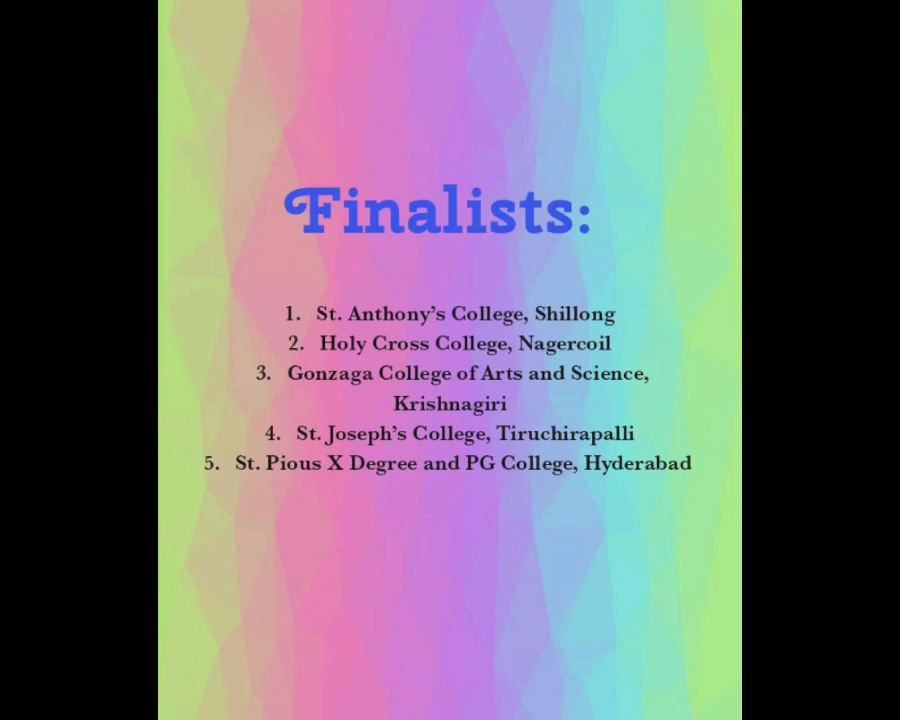 Finalists:
1. St. Anthony's College, Shillong
2. Holy Cross College, Nagercoil
3. Gonzaga College of Arts and Science,
Krishnagiri
4. St. Joseph's College, Tiruchirapalli
5. St. Pious X Degree and PG College, Hyderabad